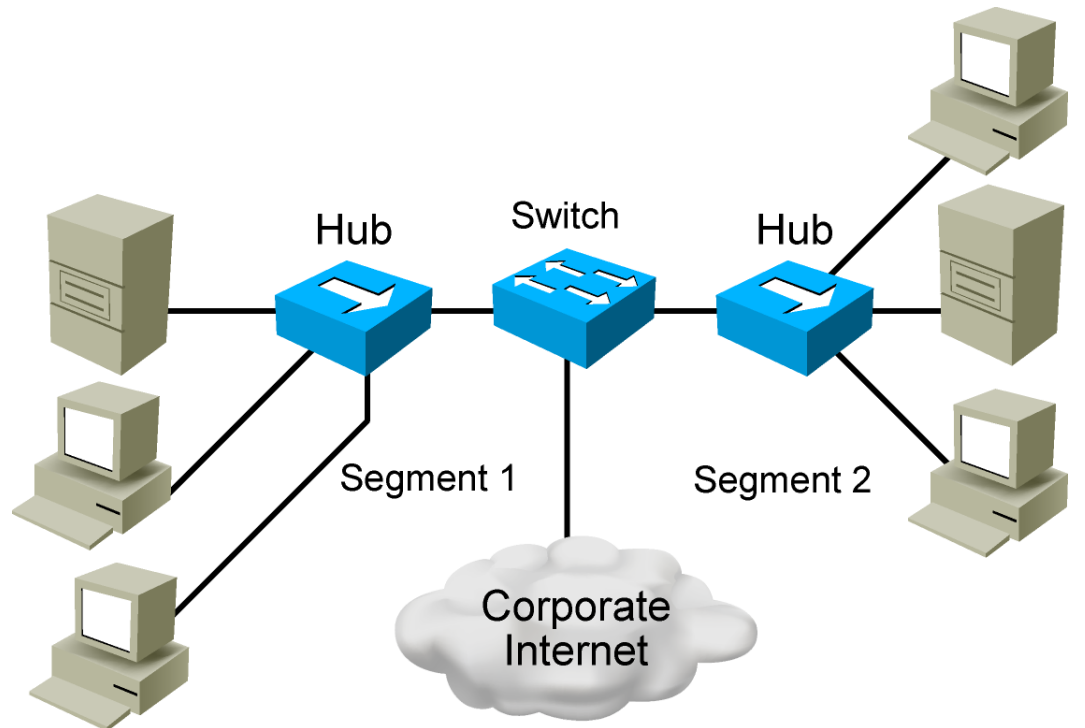 Hub
Switch
Hub
Segment 1
Segment 2
Corporate
Internet